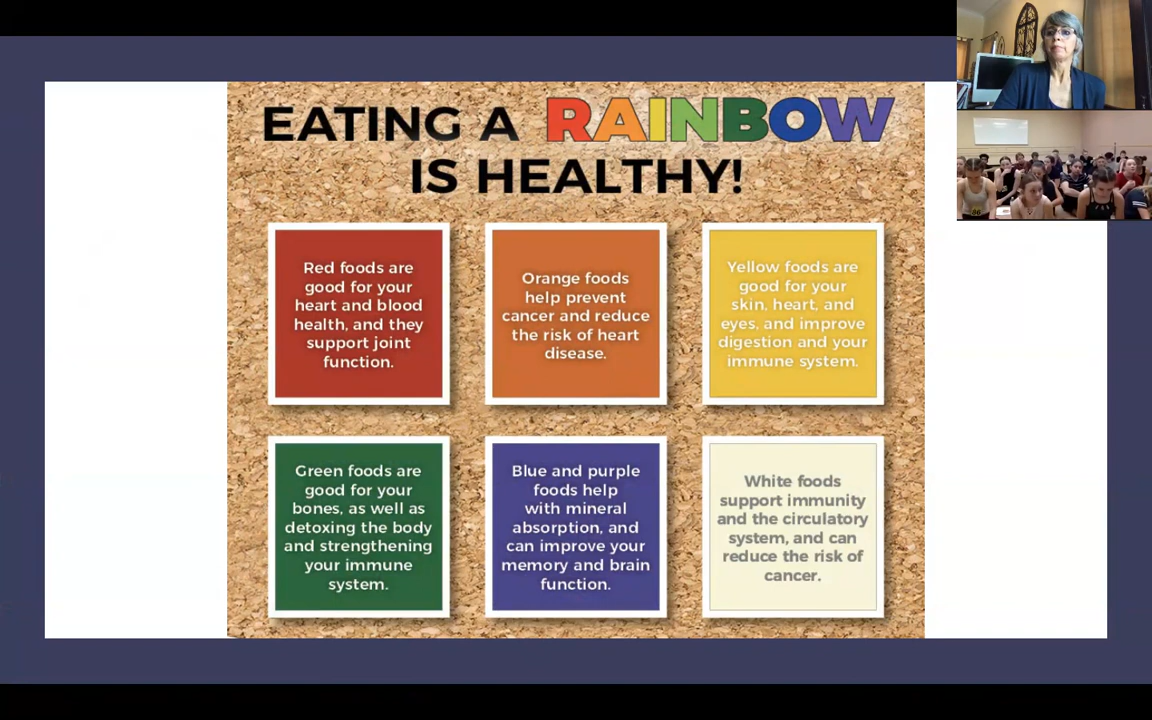 EATING A RAINBOW
IS HEALTHY!
Red foods are
good for your
heart and blood
health, and they
support joint
function.
Orange foods
help prevent
cancer and reduce
the risk of heart
disease.
Yellow foods are
good for your
skin, heart, and
eyes, and improve
digestion and your
immune system.
Green foods are
good for your
bones, as well as
detoxing the body
and strengthening
your immune
system.
Blue and purple
foods help
with mineral
absorption, and
can improve your
memory and brain
function.
White foods
support immunity
and the circulatory
system, and can
reduce the risk of
cancer.